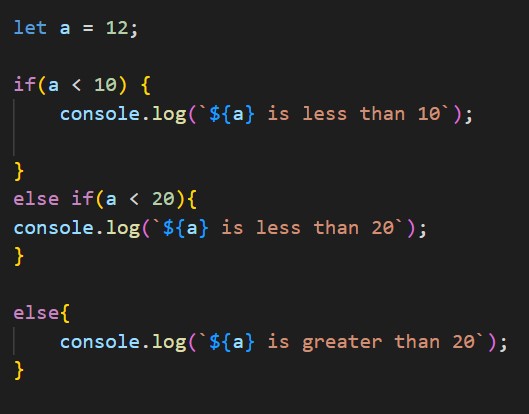 let a = 12;
if(a < 10) {
    console.log(`${a} is less than 10`);
}
else if(a < 20){
console.log(`${a} is less than 20`);
}
else{
    console.log(`${a} is greater than 20`);
}